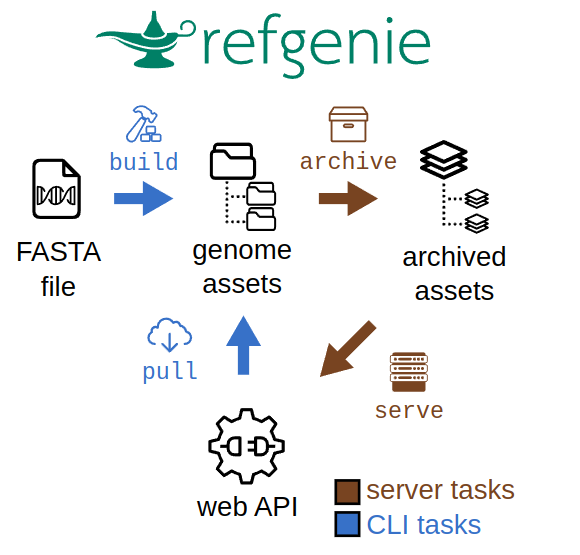 refgenie
build
archive
FASTA
file
genome
assets
archived
assets
pull
serve
web API
server tasks
CLI tasks